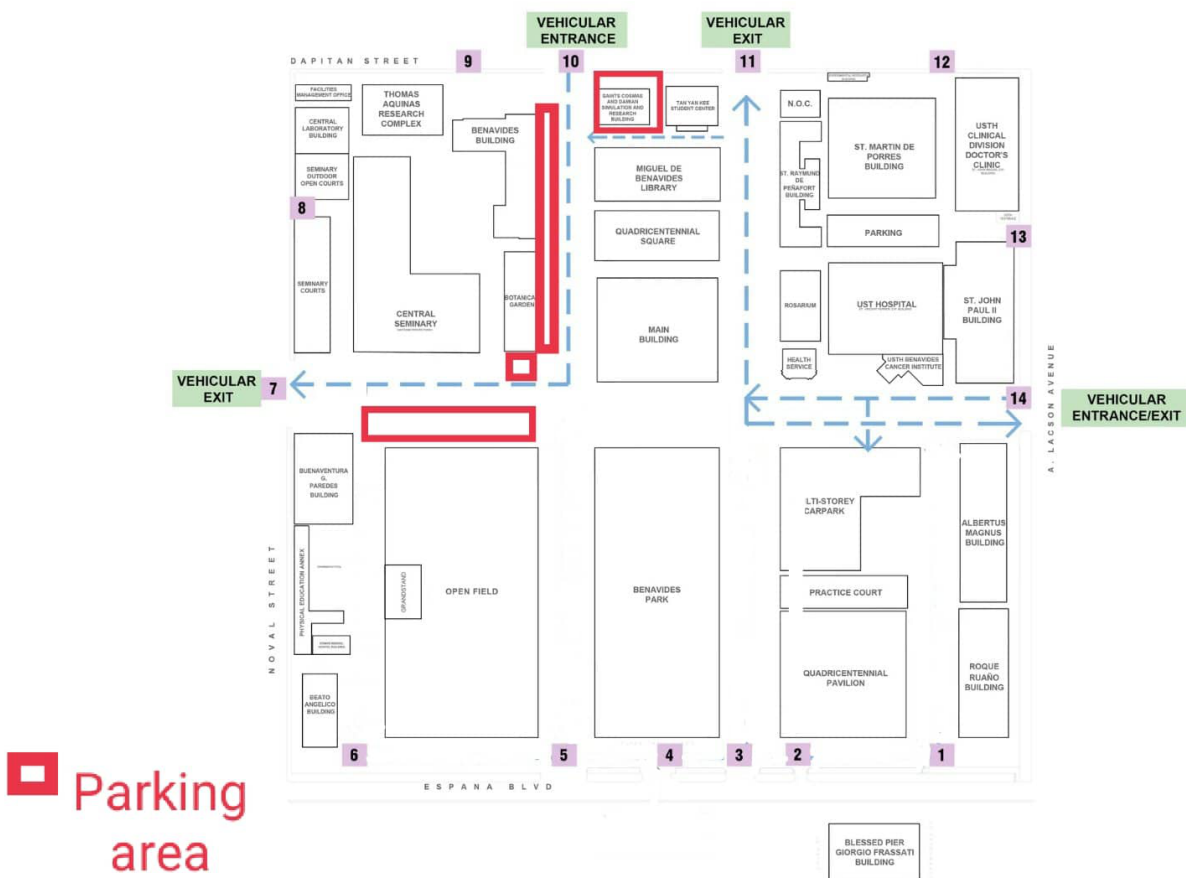 VEHICULAR
ENTRANCE
VEHICULAR
EXIT
DAPITAN STREET
9
10
11
12
FACILITIES
MANAGEMENT OFFICE
THOMAS
AQUINAS
RESEARCH
COMPLEX
SAINTS COSMAS
AND DAMIAN
SIMULATION AND
RESEARCH
BUILDING
TAN YAN KEE
STUDENT CENTER
N.O.C.
CENTRAL
LABORATORY
BUILDING
BENAVIDES
BUILDING
ST. MARTIN DE
PORRES
BUILDING
USTH
CLINICAL
DIVISION
DOCTOR'S
CLINIC
SEMINARY
OUTDOOR
OPEN COURTS
MIGUEL DE
BENAVIDES
LIBRARY
ST. RAYMUND
DE
PEÑAFORT
BUILDING
8
QUADRICENTENNIAL
SQUARE
PARKING
13
SEMINARY
COURTS
BOTANICAL
GARDEN
CENTRAL
SEMINARY
MAIN
BUILDING
ROSARIUM
UST HOSPITAL
ST. JOHN
PAUL II
BUILDING
HEALTH
SERVICE
USTH BENAVIDES
CANCER INSTITUTE
VEHICULAR
EXIT
7
14
VEHICULAR
ENTRANCE/EXIT
A. LACSON AVENUE
BUENAVENTURA
G.
PAREDES
BUILDING
LTI-STOREY
CARPARK
ALBERTUS
MAGNUS
BUILDING
NOVAL STREET
PHYSICAL EDUCATION ANNEX
GRANDSTAND
OPEN FIELD
BENAVIDES
PARK
PRACTICE COURT
QUADRICENTENNIAL
PAVILION
ROQUE
RUAÑO
BUILDING
BEATO
ANGELICO
BUILDING
6
5
4
3
2
1
ESPANA BLVD
Parking
area
BLESSED PIER
GIORGIO FRASSATI
BUILDING